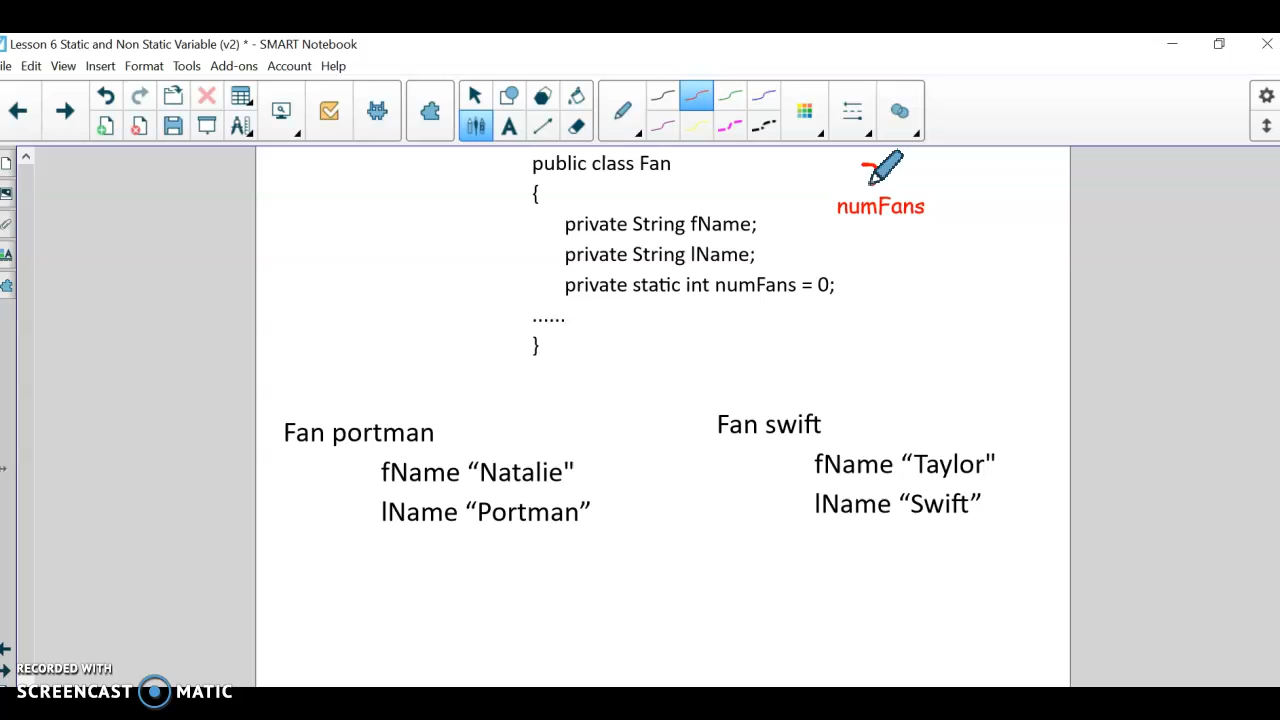 Lesson 6 Static and Non Static Variable (v2) * - SMART Notebook
ile Edit View Insert Format Tools Add-ons Account Help
public class Fan
numFans
{
private String fName;
private String lName;
private static int numFans = 0;
......
}
Fan portman
fName “Natalie"
lName “Portman”
Fan swift
fName “Taylor"
lName “Swift”
RECORDED WITH
SCREENCAST MATIC